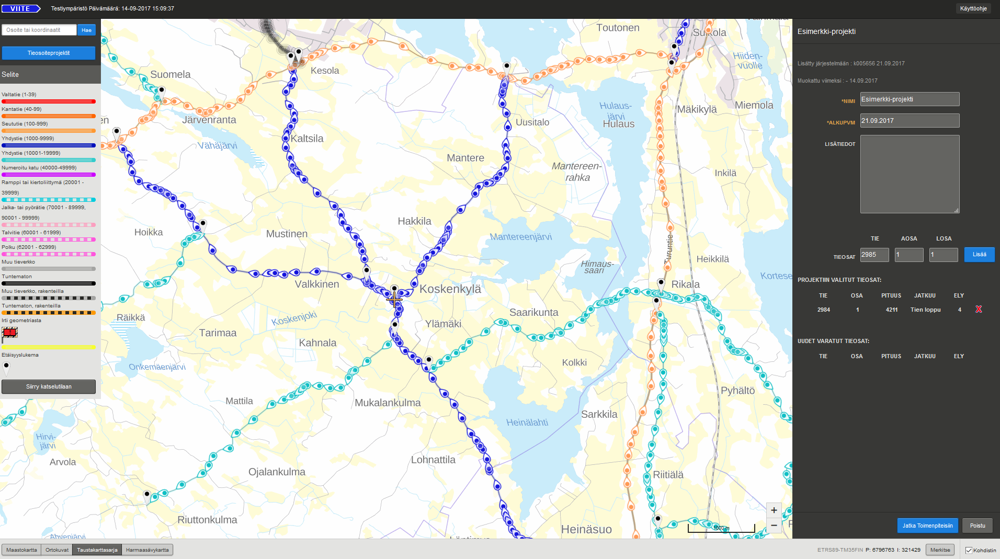 VIITE
Testiympäristö Päivämäärä: 14-09-2017 15:09:37
Käyttöohje
Osoite tai koordinaatit
Hae
Tieosoiteprojektit
Selite
Valtatie (1-39)
Kantatie (40-99)
Seututie (100-999)
Yhdystie (1000-9999)
Yhdystie (10001-19999)
Numeroitu katu (40000-49999)
Ramppi tai kiertoliittymä (20001 -
39999)
Jalka- tai pyörätie (70001 - 89999,
90001 - 99999)
Talvitie (60001 - 61999)
Polku (62001 - 62999)
Muu tieverkko
Tuntematon
Muu tieverkko, rakenteilla
Tuntematon, rakenteilla
Irti geometriasta
Etäisyyslukema
Siirry katselutilaan
Toutonen
Kesola
Suomela
Hiiden-
vuolle
Järvenranta
Vähäjärvi
Kaltsila
Uusitalo
Hulaus-
järvi
Hulaus
Mäkikylä
Miemola
Mantere
Mantereen-
rahka
Inkilä
Hoikka
Mustinen
Hakkila
Mantereenjärvi
Turuntie
Heikkilä
Himaus-
saari
Kortese
Valkkinen
Koskenkylä
Rikala
Räikkä
Koskenjoki
Saarikunta
Tarimaa
Ylämäki
Kahnala
Onkemäenjärvi
Kolkki
Mattila
Mukalankulma
Pyhältö
Heinälahti
Sarkkila
Hirvi-
järvi
Arvola
Lohnattila
Ojalankulma
Riitiälä
Riuttonkulma
Heinäsuo
Ahvenjärvi
1000 m
+
−
Esimerkki-projekti
Lisätty järjestelmään : k005656 21.09.2017
Muokattu viimeksi : - 14.09.2017
*NIMI Esimerkki-projekti
*ALKUPVM 21.09.2017
LISÄTIEDOT
TIE AOSA LOSA
TIEOSAT 2985 1 1 Lisää
PROJEKTIIN VALITUT TIEOSAT:
TIE OSA PITUUS JATKUU ELY
2984 1 4211 Tien loppu 4 X
UUDET VARATUT TIEOSAT:
TIE OSA PITUUS JATKUU ELY
Jatka Toimenpiteisiin Poistu
Maastokartta Ortokuvat Taustakarttasarja Harmaasävykartta
ETRS89-TM35FIN P: 6796763 I: 321429 Merkitse Kohdistin